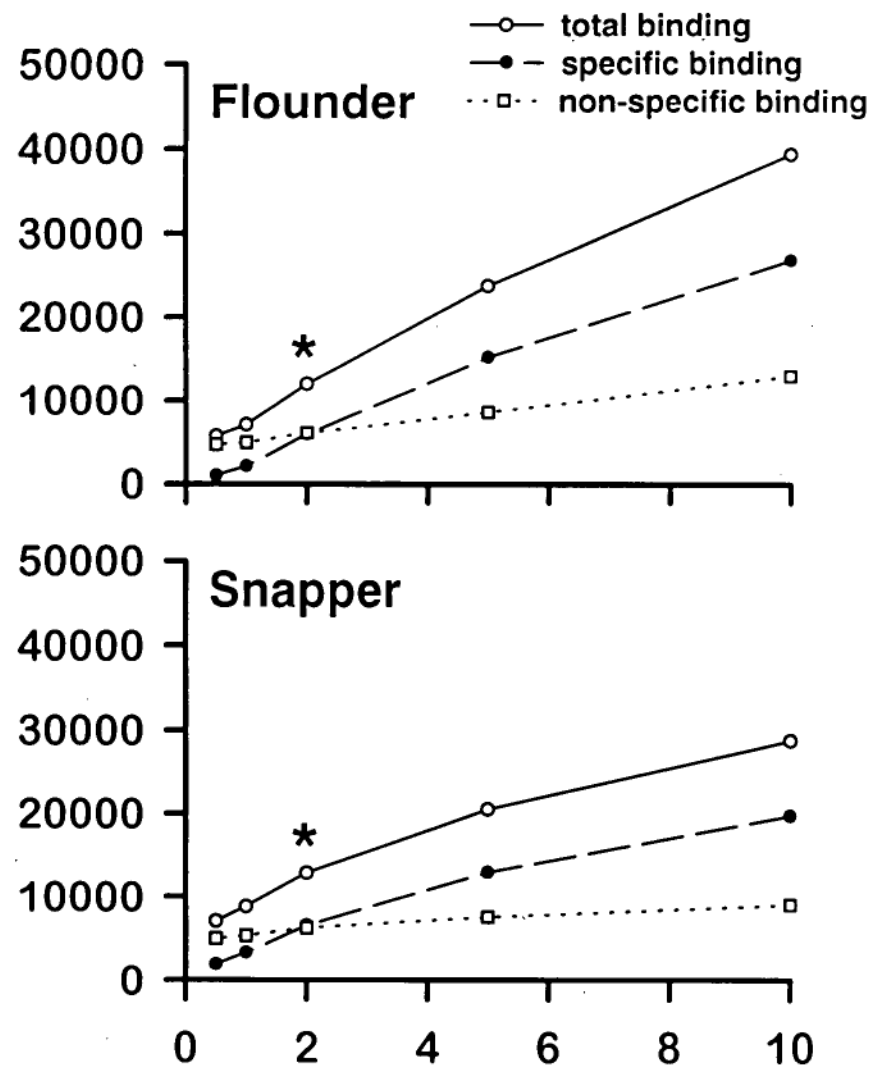 total binding
specific binding
non-specific binding
50000
Flounder
40000
30000
20000
*
10000
0
50000
Snapper
40000
30000
20000
*
10000
0
0 2 4 6 8 10